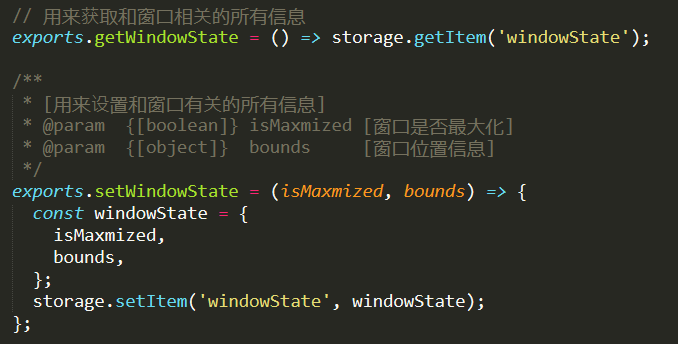 // 用来获取和窗口相关的所有信息
exports.getWindowState = () => storage.getItem('windowState');
/**
 * [用来设置和窗口有关的所有信息]
 * @param  {[boolean]} isMaxmized [窗口是否最大化]
 * @param  {[object]}  bounds     [窗口位置信息]
 */
exports.setWindowState = (isMaxmized, bounds) => {
  const windowState = {
    isMaxmized,
    bounds,
  };
  storage.setItem('windowState', windowState);
};